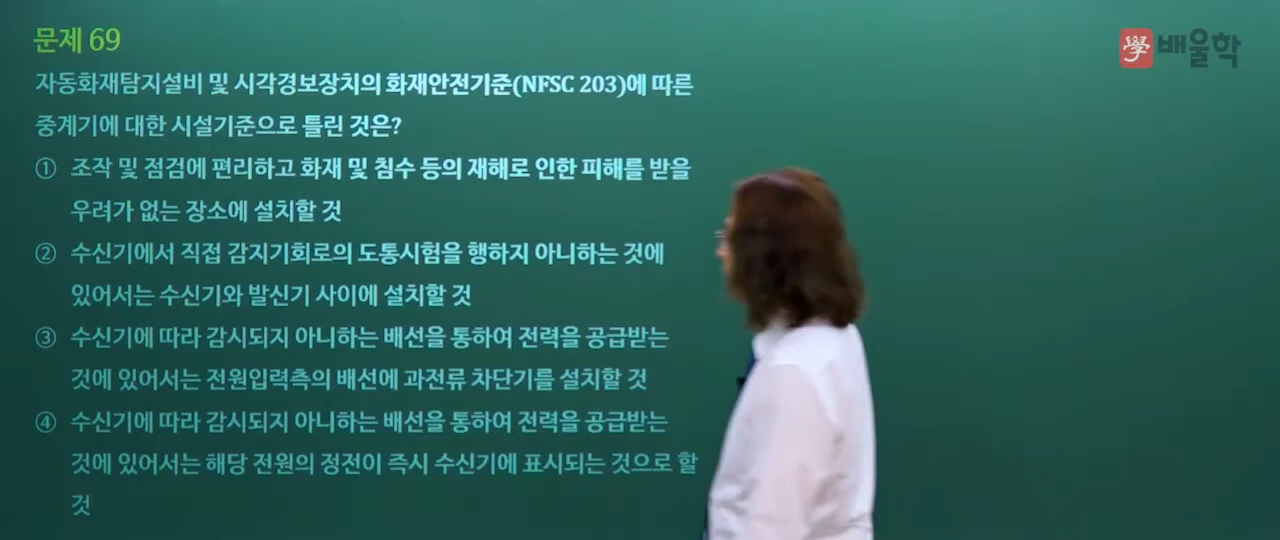 문제 69
學 배울학
자동화재탐지설비 및 시각경보장치의 화재안전기준(NFSC 203)에 따른
중계기에 대한 시설기준으로 틀린 것은?
① 조작 및 점검에 편리하고 화재 및 침수 등의 재해로 인한 피해를 받을
우려가 없는 장소에 설치할 것
② 수신기에서 직접 감지기회로의 도통시험을 행하지 아니하는 것에
있어서는 수신기와 발신기 사이에 설치할 것
③ 수신기에 따라 감시되지 아니하는 배선을 통하여 전력을 공급받는
것에 있어서는 전원입력측의 배선에 과전류 차단기를 설치할 것
④ 수신기에 따라 감시되지 아니하는 배선을 통하여 전력을 공급받는
것에 있어서는 해당 전원의 정전이 즉시 수신기에 표시되는 것으로 할
것